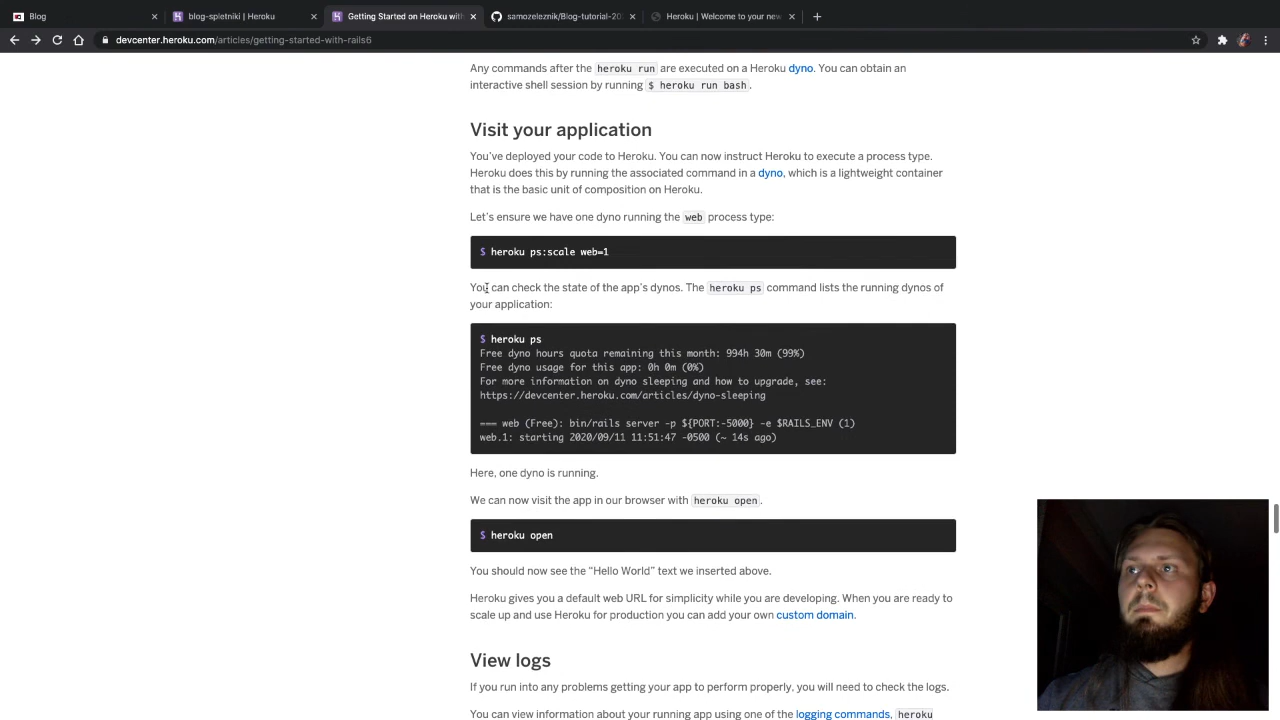 Blog
blog-spletniki | Heroku
Getting Started on Heroku with
samozeleznik/Blog-tutorial-202
Heroku | Welcome to your new
devcenter.heroku.com/articles/getting-started-with-rails6
Any commands after the heroku run are executed on a Heroku dyno. You can obtain an
interactive shell session by running $ heroku run bash.
Visit your application
You've deployed your code to Heroku. You can now instruct Heroku to execute a process type.
Heroku does this by running the associated command in a dyno, which is a lightweight container
that is the basic unit of composition on Heroku.
Let's ensure we have one dyno running the web process type:
$ heroku ps:scale web=1
You can check the state of the app's dynos. The heroku ps command lists the running dynos of
your application:
$ heroku ps
Free dyno hours quota remaining this month: 994h 30m (99%)
Free dyno usage for this app: 0h 0m (0%)
For more information on dyno sleeping and how to upgrade, see:
https://devcenter.heroku.com/articles/dyno-sleeping
=== web (Free): bin/rails server -p ${PORT:-5000} -e $RAILS_ENV (1)
web.1: starting 2020/09/11 11:51:47 -0500 (~ 14s ago)
Here, one dyno is running.
We can now visit the app in our browser with heroku open.
$ heroku open
You should now see the “Hello World” text we inserted above.
Heroku gives you a default web URL for simplicity while you are developing. When you are ready to
scale up and use Heroku for production you can add your own custom domain.
View logs
If you run into any problems getting your app to perform properly, you will need to check the logs.
You can view information about your running app using one of the logging commands, heroku